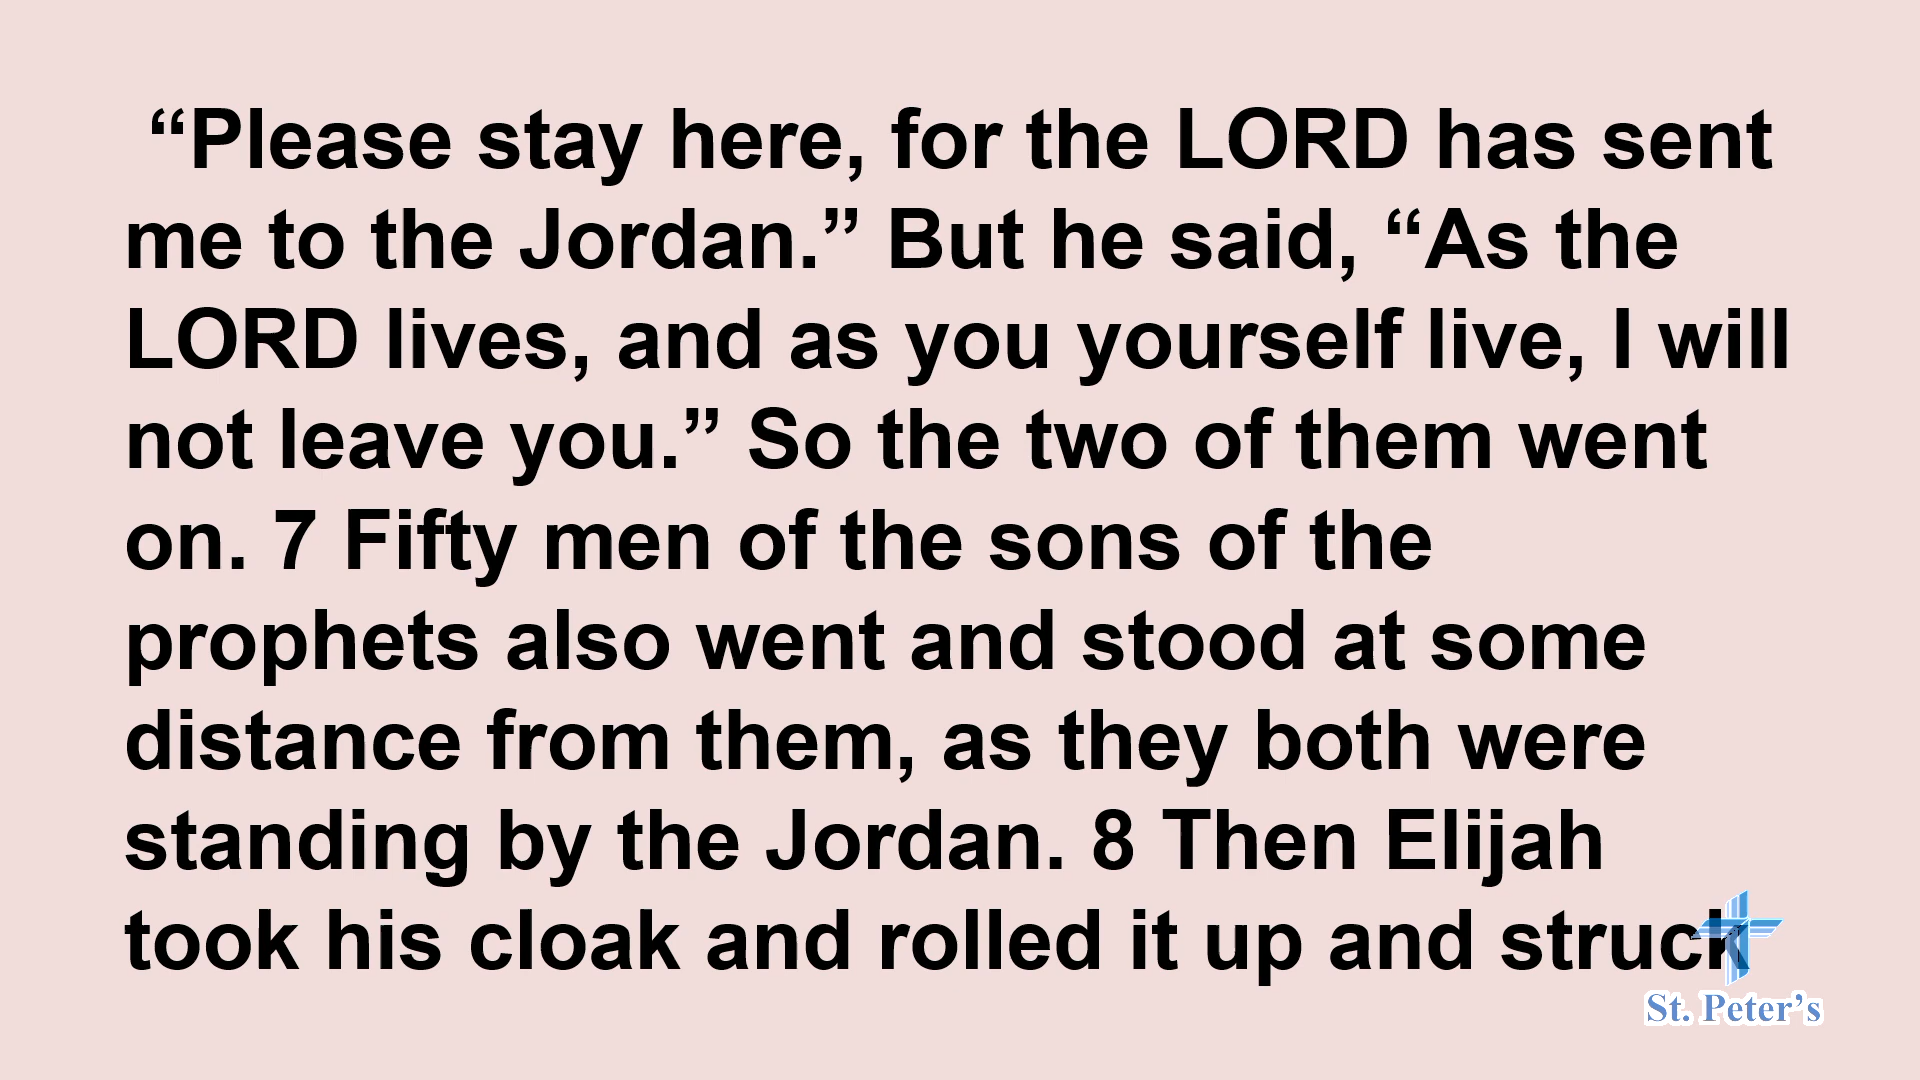 “Please stay here, for the LORD has sent
me to the Jordan.” But he said, “As the
LORD lives, and as you yourself live, I will
not leave you.” So the two of them went
on. 7 Fifty men of the sons of the
prophets also went and stood at some
distance from them, as they both were
standing by the Jordan. 8 Then Elijah
took his cloak and rolled it up and struck
St. Peter’s